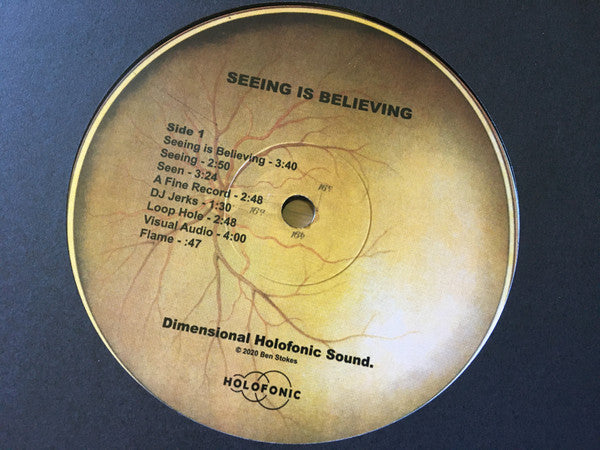 SEEING IS BELIEVING
Side 1
Seeing is Believing - 3:40
Seeing - 2:50
Seen - 3:24
A Fine Record - 2:48
DJ Jerks - 1:30
Loop Hole - 2:48
Visual Audio - 4:00
Flame - :47
Dimensional Holofonic Sound.
© 2020 Ben Stokes
HOLOFONIC